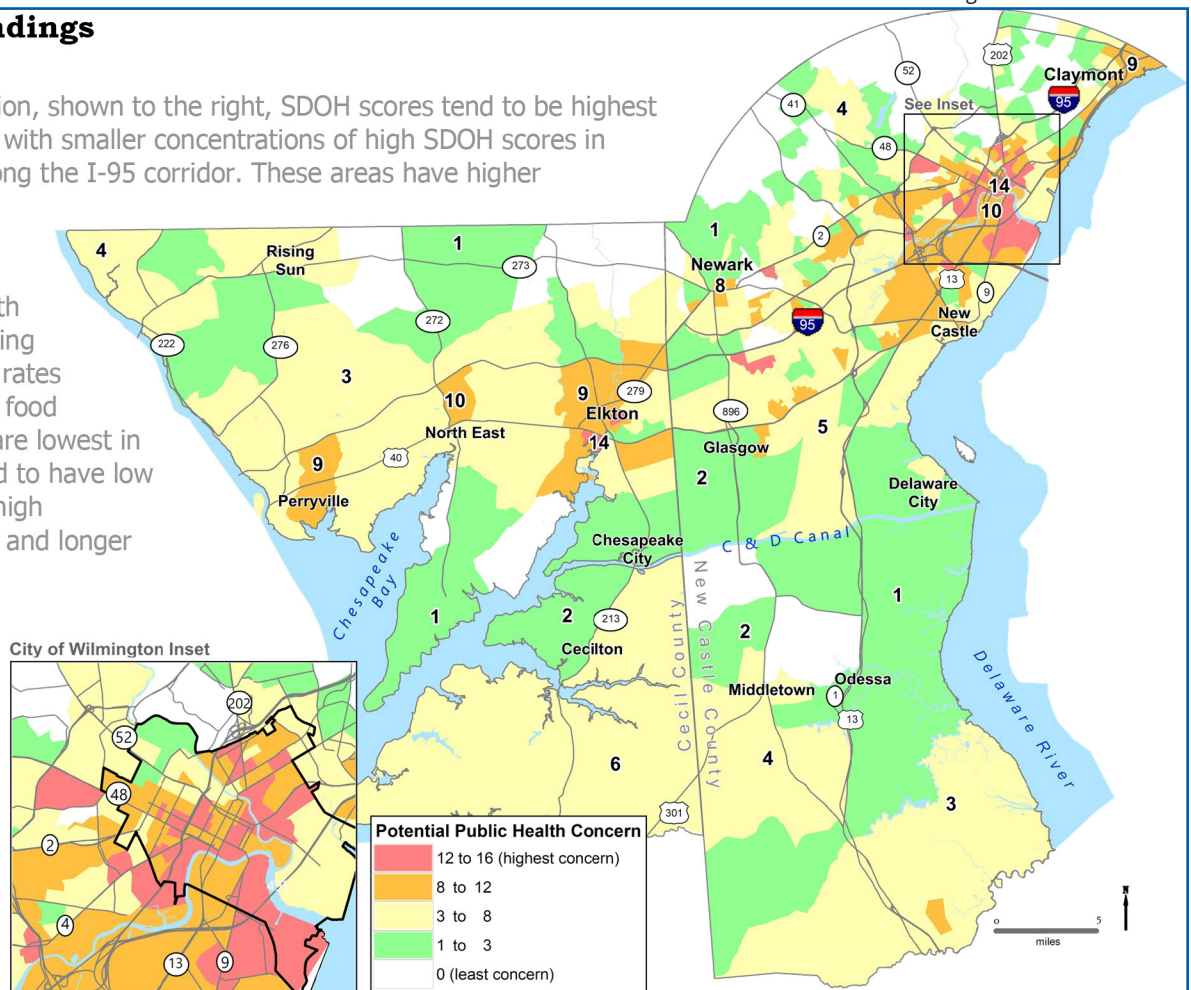 dings
ion, shown to the right, SDOH scores tend to be highest
with smaller concentrations of high SDOH scores in
ong the I-95 corridor. These areas have higher
th
ing
rates
food
are lowest in
d to have low
high
and longer
202
52
Claymont
9
41
4
95
See Inset
48
14
10
1
2
Newark
8
13
9
New
Castle
95
4
Rising
Sun
1
273
272
222
276
3
10
North East
9
Elkton
279
14
40
9
Perryville
896
Glasgow
5
2
Delaware
City
Chesapeake
City
C & D Canal
Chesapeake
Bay
1
2
213
Cecilton
Cecil County
New Castle County
2
1
Middletown
Odessa
1
13
Delaware River
6
4
3
301
City of Wilmington Inset
202
52
48
2
4
13
9
Potential Public Health Concern
12 to 16 (highest concern)
8 to 12
3 to 8
1 to 3
0 (least concern)
N
0 5
miles